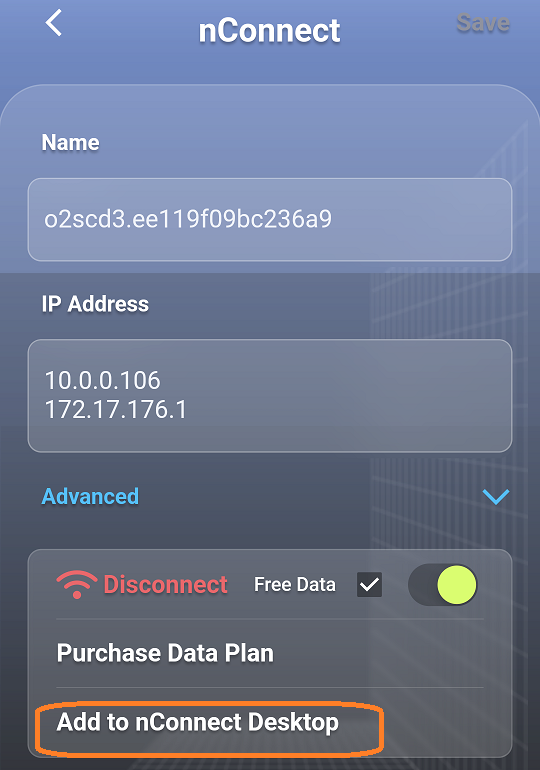 nConnect
Save
Name
o2scd3.ee119f09bc236a9
IP Address
10.0.0.106
172.17.176.1
Advanced
Disconnect Free Data
Purchase Data Plan
Add to nConnect Desktop